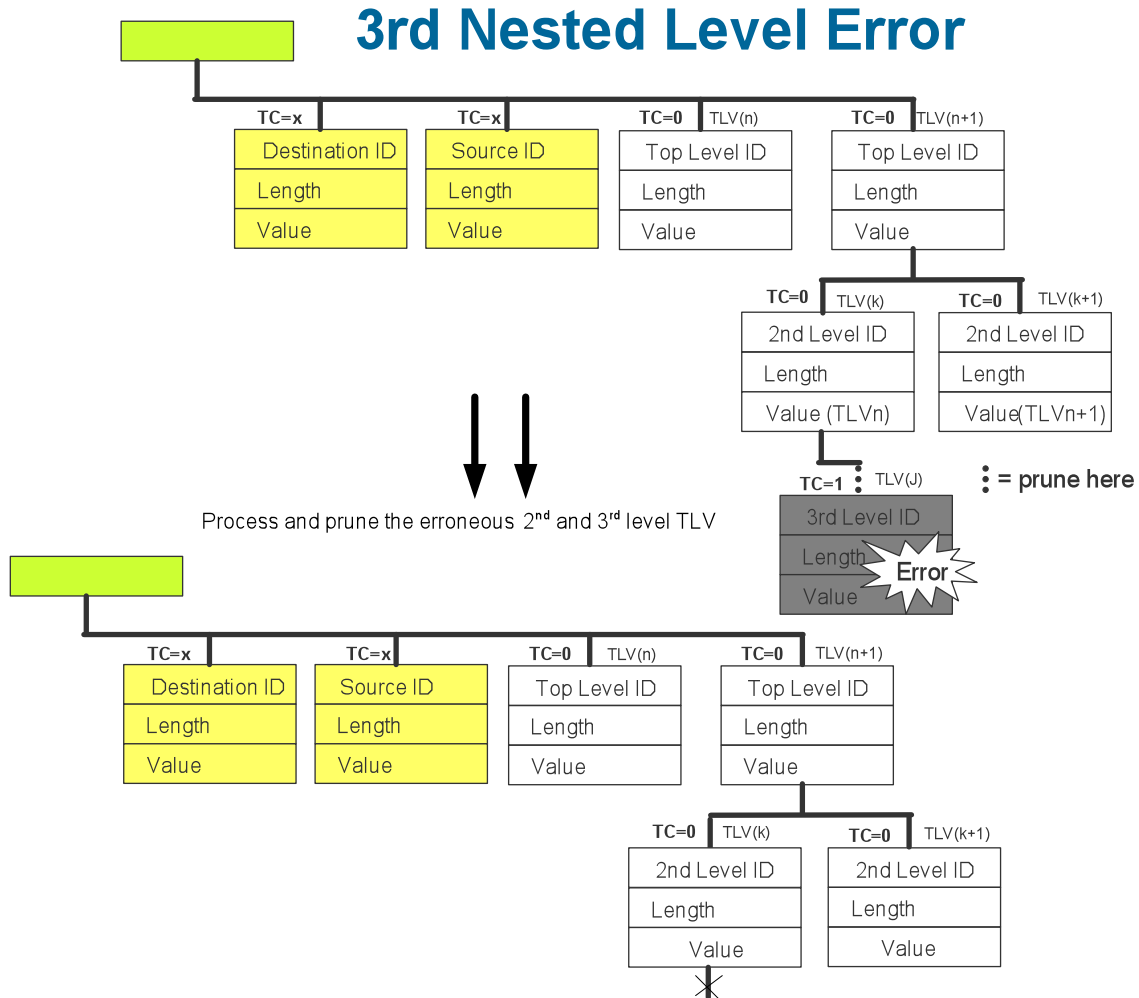 3rd Nested Level Error
TC=x
TC=x
TC=0
TLV(n)
TC=0
TLV(n+1)
Destination ID
Length
Value
Source ID
Length
Value
Top Level ID
Length
Value
Top Level ID
Length
Value
TC=0
TLV(k)
TC=0
TLV(k+1)
2nd Level ID
Length
Value (TLVn)
2nd Level ID
Length
Value(TLVn+1)
TC=1
TLV(J)
= prune here
3rd Level ID
Length
Value
Error
Process and prune the erroneous 2nd and 3rd level TLV
TC=x
TC=x
TC=0
TLV(n)
TC=0
TLV(n+1)
Destination ID
Length
Value
Source ID
Length
Value
Top Level ID
Length
Value
Top Level ID
Length
Value
TC=0
TLV(k)
TC=0
TLV(k+1)
2nd Level ID
Length
Value
2nd Level ID
Length
Value